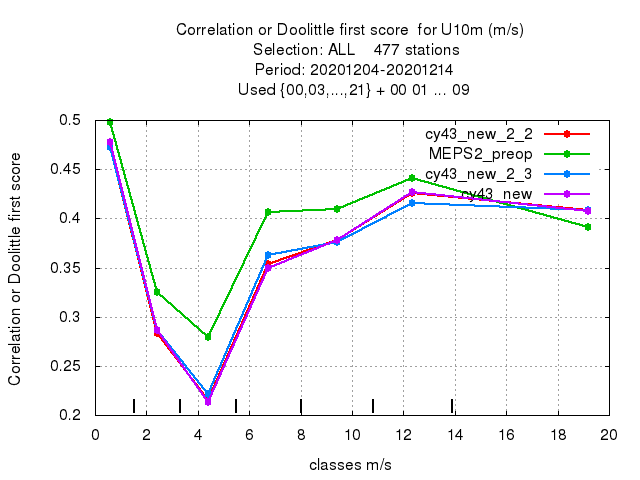 Correlation or Doolittle first score  for U10m (m/s)
Selection: ALL    477 stations
Period: 20201204-20201214
Used {00,03,...,21} + 00 01 ... 09
cy43_new_2_2
MEPS2_preop
cy43_new_2_3
cy43_new
Correlation or Doolittle first score
0.5
0.45
0.4
0.35
0.3
0.25
0.2
0 2 4 6 8 10 12 14 16 18 20
classes m/s